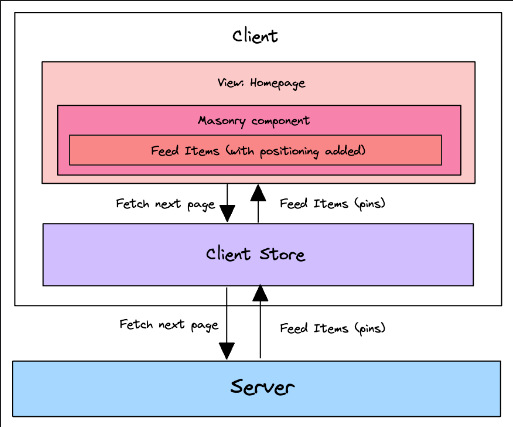 Client
View: Homepage
Masonry component
Feed Items (with positioning added)
Fetch next page
Feed Items (pins)
Client Store
Fetch next page
Feed Items (pins)
Server